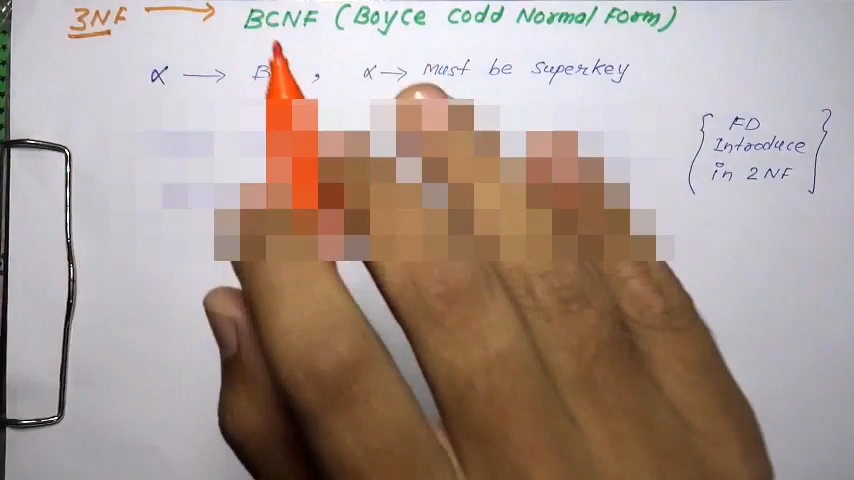 3NF → BCNF (Boyce Codd Normal Form)
α → B , α → Must be superkey
{ FD
Introduce
in 2NF }